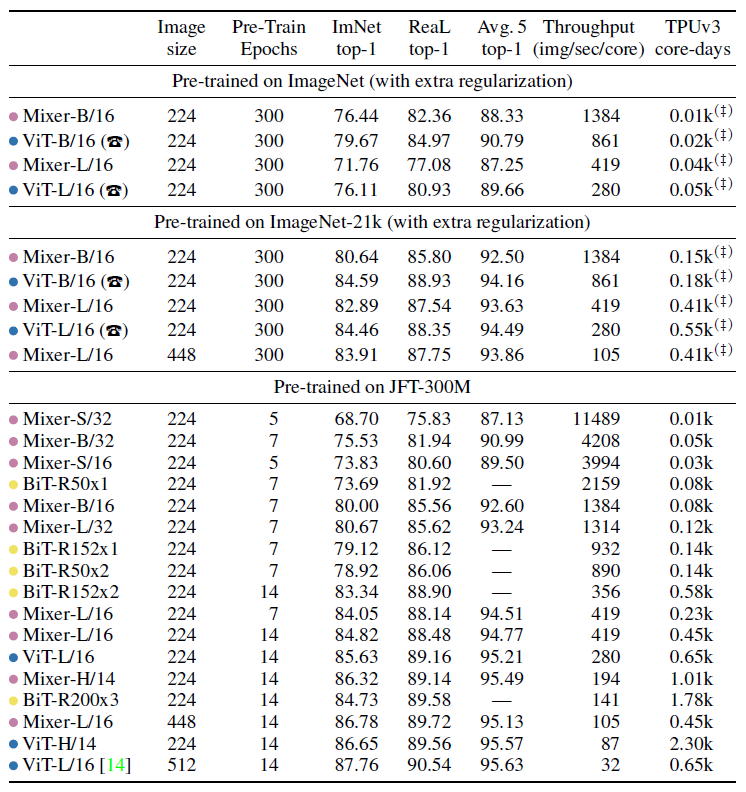 Image Pre-Train ImNet ReaL Avg. 5 Throughput TPUv3
size Epochs top-1 top-1 top-1 (img/sec/core) core-days
Pre-trained on ImageNet (with extra regularization)
Mixer-B/16 224 300 76.44 82.36 88.33 1384 0.01k(‡)
ViT-B/16 (☎) 224 300 79.67 84.97 90.79 861 0.02k(‡)
Mixer-L/16 224 300 71.76 77.08 87.25 419 0.04k(‡)
ViT-L/16 (☎) 224 300 76.11 80.93 89.66 280 0.05k(‡)
Pre-trained on ImageNet-21k (with extra regularization)
Mixer-B/16 224 300 80.64 85.80 92.50 1384 0.15k(‡)
ViT-B/16 (☎) 224 300 84.59 88.93 94.16 861 0.18k(‡)
Mixer-L/16 224 300 82.89 87.54 93.63 419 0.41k(‡)
ViT-L/16 (☎) 224 300 84.46 88.35 94.49 280 0.55k(‡)
Mixer-L/16 448 300 83.91 87.75 93.86 105 0.41k(‡)
Pre-trained on JFT-300M
Mixer-S/32 224 5 68.70 75.83 87.13 11489 0.01k
Mixer-B/32 224 7 75.53 81.94 90.99 4208 0.05k
Mixer-S/16 224 5 73.83 80.60 89.50 3994 0.03k
BiT-R50x1 224 7 73.69 81.92 — 2159 0.08k
Mixer-B/16 224 7 80.00 85.56 92.60 1384 0.08k
Mixer-L/32 224 7 80.67 85.62 93.24 1314 0.12k
BiT-R152x1 224 7 79.12 86.12 — 932 0.14k
BiT-R50x2 224 7 78.92 86.06 — 890 0.14k
BiT-R152x2 224 14 83.34 88.90 — 356 0.58k
Mixer-L/16 224 7 84.05 88.14 94.51 419 0.23k
Mixer-L/16 224 14 84.82 88.48 94.77 419 0.45k
ViT-L/16 224 14 85.63 89.16 95.21 280 0.65k
Mixer-H/14 224 14 86.32 89.14 95.49 194 1.01k
BiT-R200x3 224 14 84.73 89.58 — 141 1.78k
Mixer-L/16 448 14 86.78 89.72 95.13 105 0.45k
ViT-H/14 224 14 86.65 89.56 95.57 87 2.30k
ViT-L/16 [14] 512 14 87.76 90.54 95.63 32 0.65k